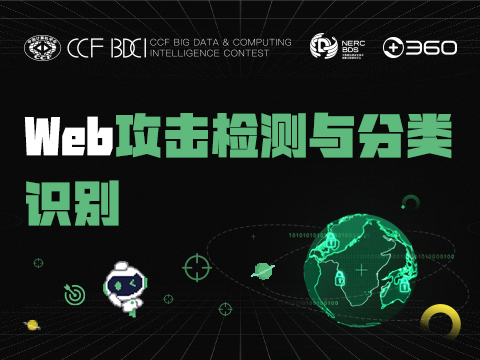 CCF BDCI CCF BIG DATA & COMPUTING
INTELLIGENCE CONTEST
NERC
BDS
360
CCF
Web攻击检测与分类
识别